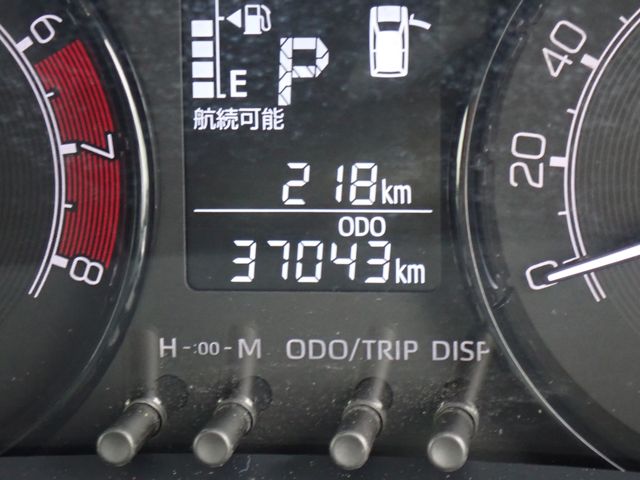 6
7
8
E
P
航続可能
218km
ODO
37043km
40
20
0
H -:00- M ODO/TRIP DISP